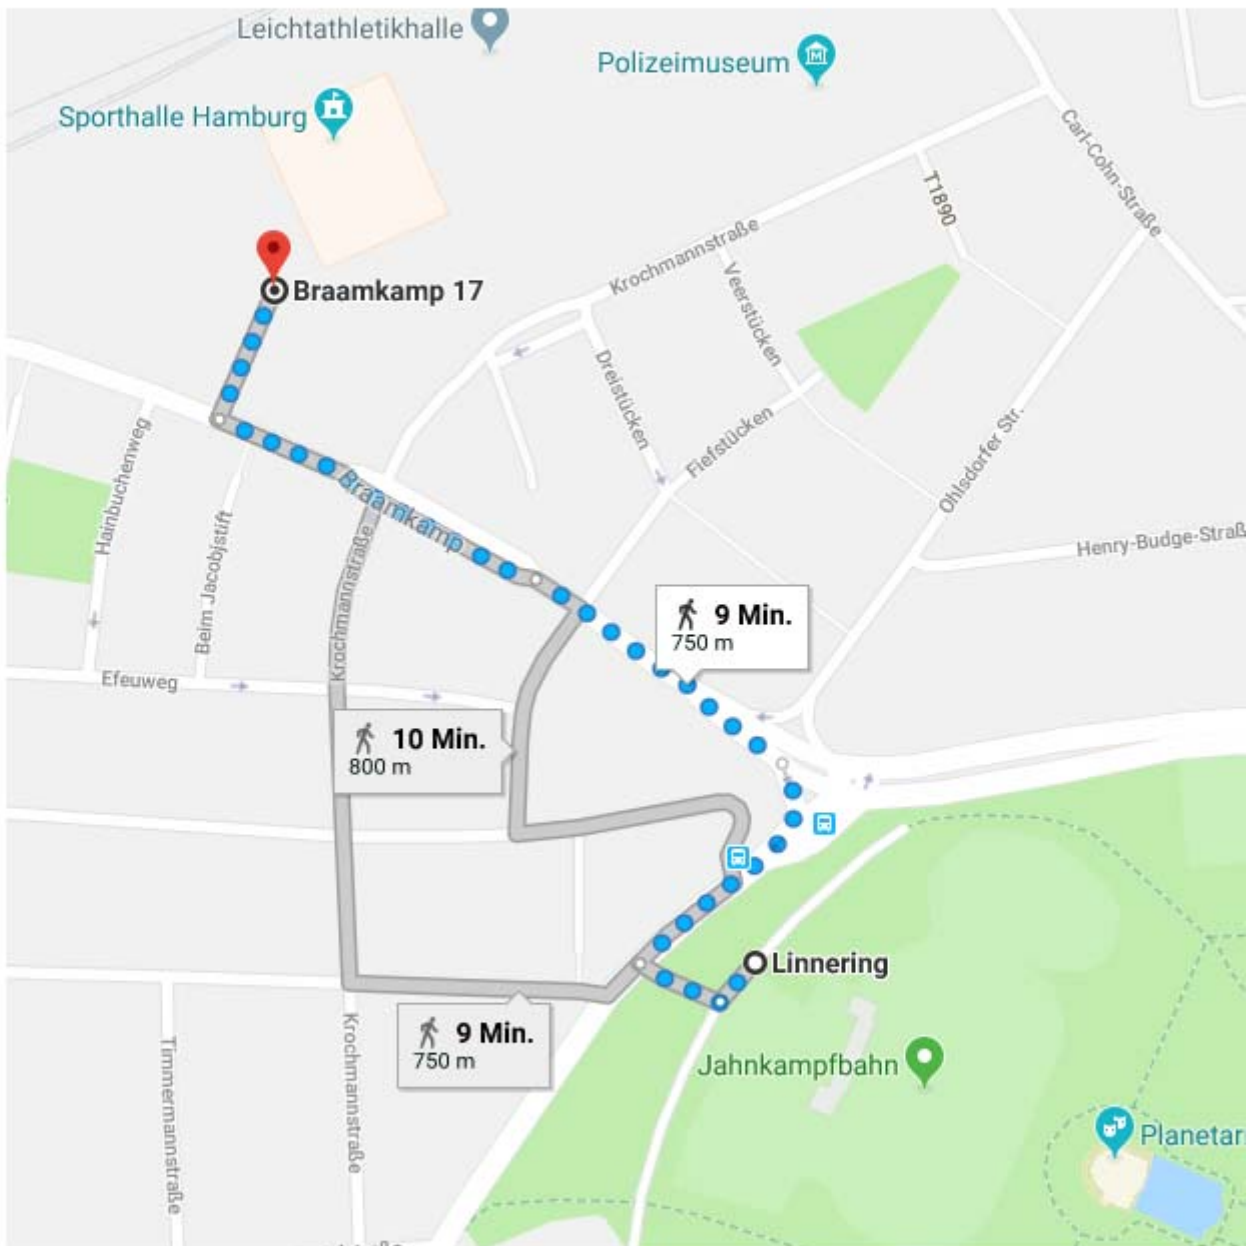 Leichtathletikhalle
Polizeimuseum
Sporthalle Hamburg
Carl-Cohn-Straße
T1890
Krochmannstraße
Braamkamp 17
Veerstücken
Dreistücken
Fiefstücken
Ohlsdorfer Str.
Hainbuchenweg
Braamkamp
Beim Jacobjstift
Krochmannstraße
Henry-Budge-Straß
9 Min.
750 m
Efeuweg
10 Min.
800 m
Linnering
9 Min.
750 m
Jahnkampfbahn
Timmermannstraße
Krochmannstraße
Planetar